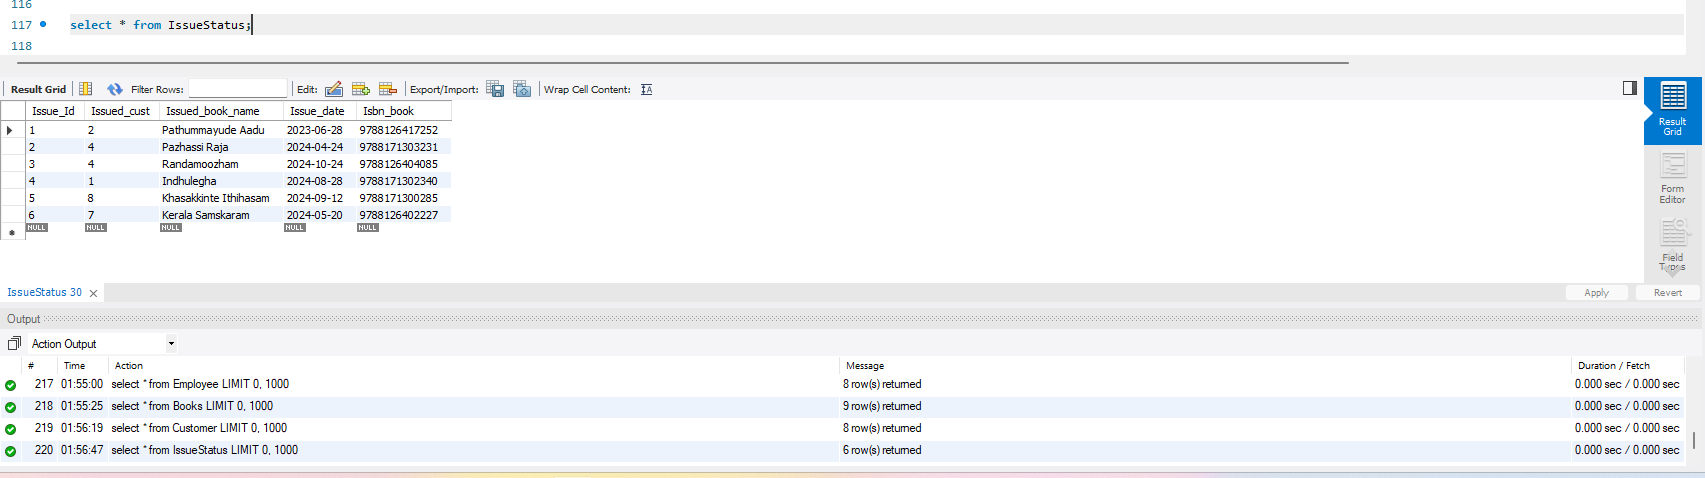 116
117 select * from IssueStatus;
118
Result Grid Filter Rows: Edit: Export/Import: Wrap Cell Content:
Issue_Id Issued_cust Issued_book_name Issue_date Isbn_book
1 2 Pathummayude Aadu 2023-06-28 9788126417252
2 4 Pazhassi Raja 2024-04-24 9788171303231
3 4 Randamoozham 2024-10-24 9788126404085
4 1 Indhulegha 2024-08-28 9788171302340
5 8 Khasakkinte Ithihasam 2024-09-12 9788171300285
6 7 Kerala Samskaram 2024-05-20 9788126402227
NULL NULL NULL NULL NULL
Result
Grid
Form
Editor
Field
Types
IssueStatus 30
Apply Revert
Output
Action Output
# Time Action Message Duration / Fetch
217 01:55:00 select * from Employee LIMIT 0, 1000 8 row(s) returned 0.000 sec / 0.000 sec
218 01:55:25 select * from Books LIMIT 0, 1000 9 row(s) returned 0.000 sec / 0.000 sec
219 01:56:19 select * from Customer LIMIT 0, 1000 8 row(s) returned 0.000 sec / 0.000 sec
220 01:56:47 select * from IssueStatus LIMIT 0, 1000 6 row(s) returned 0.000 sec / 0.000 sec